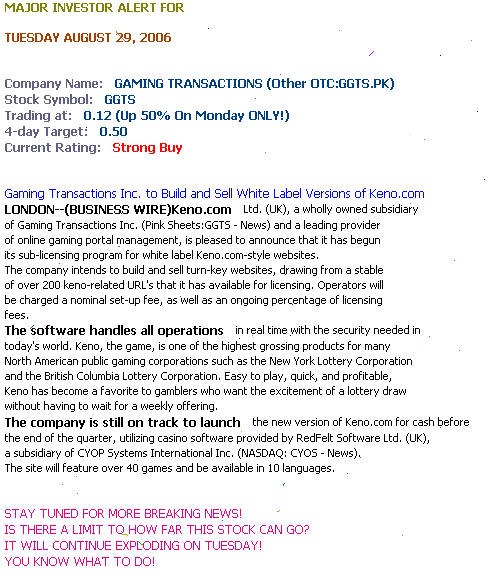 MAJOR INVESTOR ALERT FOR
TUESDAY AUGUST 29, 2006
Company Name: GAMING TRANSACTIONS (Other OTC:GGTS.PK)
Stock Symbol: GGTS
Trading at: 0.12 (Up 50% On Monday ONLY!)
4-day Target: 0.50
Current Rating: Strong Buy
Gaming Transactions Inc. to Build and Sell White Label Versions of Keno.com
LONDON--(BUSINESS WIRE)Keno.com Ltd. (UK), a wholly owned subsidiary
of Gaming Transactions Inc. (Pink Sheets:GGTS - News) and a leading provider
of online gaming portal management, is pleased to announce that it has begun
its sub-licensing program for white label Keno.com-style websites.
The company intends to build and sell turn-key websites, drawing from a stable
of over 200 keno-related URL's that it has available for licensing. Operators will
be charged a nominal set-up fee, as well as an ongoing percentage of licensing
fees.
The software handles all operations in real time with the security needed in
today's world. Keno, the game, is one of the highest grossing products for many
North American public gaming corporations such as the New York Lottery Corporation
and the British Columbia Lottery Corporation. Easy to play, quick, and profitable,
Keno has become a favorite to gamblers who want the excitement of a lottery draw
without having to wait for a weekly offering.
The company is still on track to launch the new version of Keno.com for cash before
the end of the quarter, utilizing casino software provided by RedFelt Software Ltd. (UK),
a subsidiary of CYOP Systems International Inc. (NASDAQ: CYOS - News).
The site will feature over 40 games and be available in 10 languages.
STAY TUNED FOR MORE BREAKING NEWS!
IS THERE A LIMIT TO HOW FAR THIS STOCK CAN GO?
IT WILL CONTINUE EXPLODING ON TUESDAY!
YOU KNOW WHAT TO DO!